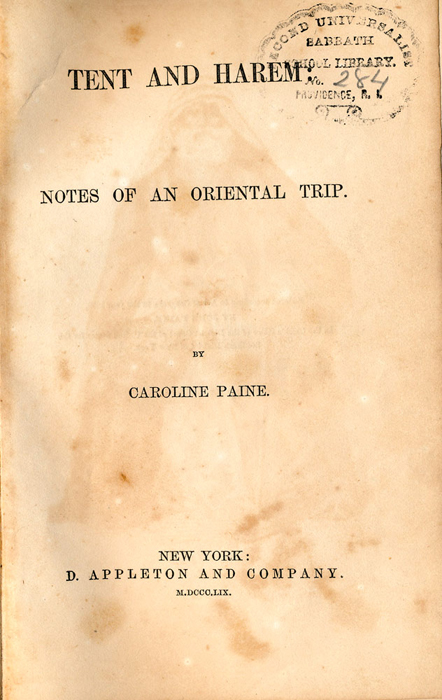 SECOND UNIVERSALIST
SABBATH
SCHOOL LIBRARY.
No. 284
PROVIDENCE, R. I.
TENT AND HAREM:
NOTES OF AN ORIENTAL TRIP.
BY
CAROLINE PAINE.
NEW YORK:
D. APPLETON AND COMPANY.
M.DCCC.LIX.